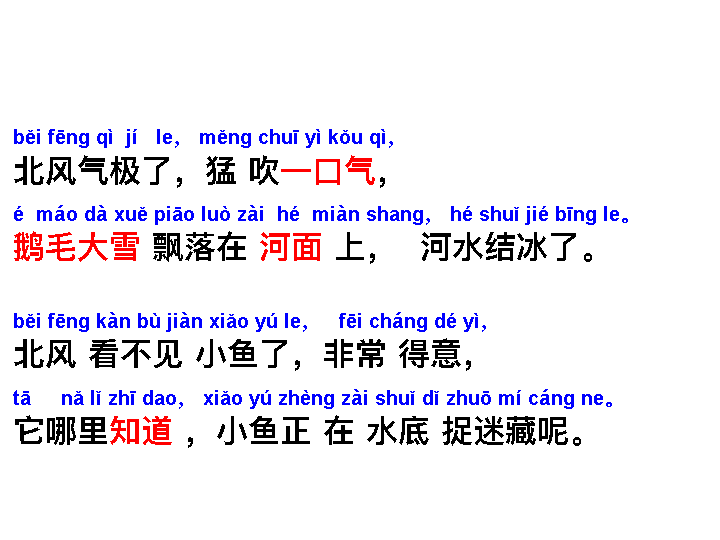 běi fēng qì jí le， měng chuī yì kǒu qì，
北风气极了，猛 吹一口气，
é máo dà xuě piāo luò zài hé miàn shang， hé shuǐ jié bīng le。
鹅毛大雪 飘落在 河面 上， 河水结冰了。
běi fēng kàn bù jiàn xiǎo yú le， fēi cháng dé yì，
北风 看不见 小鱼了，非常 得意，
tā nǎ lǐ zhī dao， xiǎo yú zhèng zài shuǐ dǐ zhuō mí cáng ne。
它哪里知道 ，小鱼正 在 水底 捉迷藏呢。